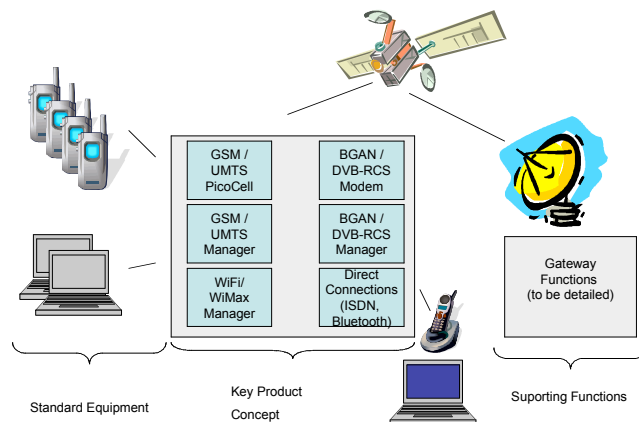 GSM /
UMTS
PicoCell
BGAN /
DVB-RCS
Modem
GSM /
UMTS
Manager
BGAN /
DVB-RCS
Manager
WiFi/
WiMax
Manager
Direct
Connections
(ISDN,
Bluetooth)
Gateway
Functions
(to be detailed)
Standard Equipment
Key Product
Concept
Suporting Functions